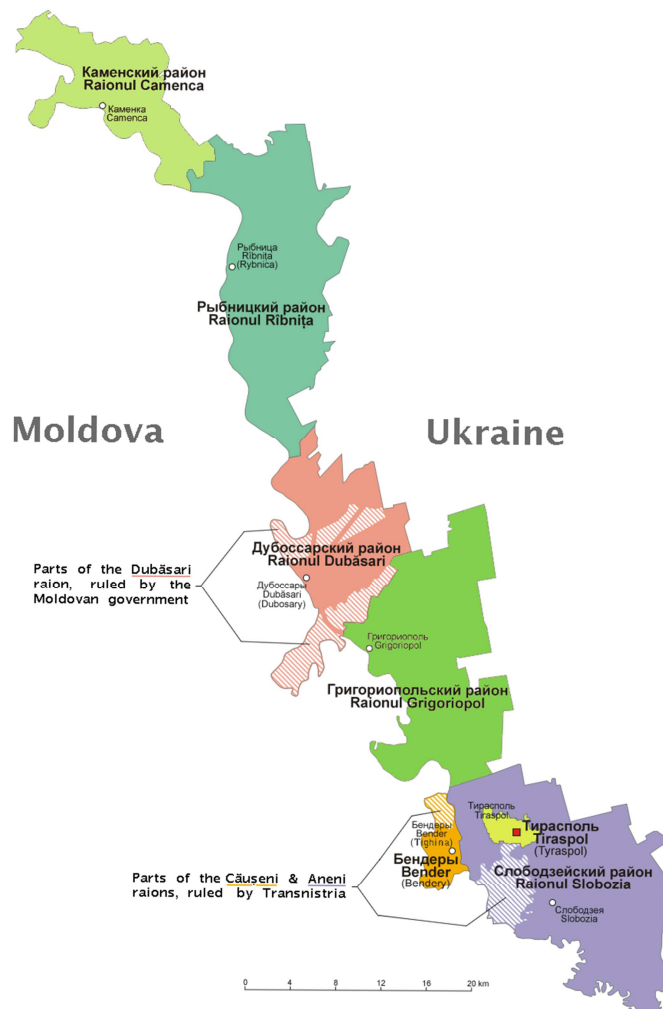 Каменский район
Raionul Camenca
Каменка
Camenca
Рыбница
Rîbnița
(Rybnica)
Рыбницкий район
Raionul Rîbnița
Moldova
Ukraine
Дубоссарский район
Raionul Dubăsari
Parts of the Dubăsari
raion, ruled by the
Moldovan government
Дубоссары
Dubăsari
(Dubosary)
Григориополь
Grigoriopol
Григориопольский район
Raionul Grigoriopol
Тирасполь
Tiraspol
Тирасполь
Tiraspol
(Tyraspol)
Бендеры
Bender
(Tighina)
Бендеры
Bender
(Bendery)
Слободзейский район
Raionul Slobozia
Parts of the Căușeni & Aneni
raions, ruled by Transnistria
Слободзея
Slobozia
0 4 8 12 16 20 km